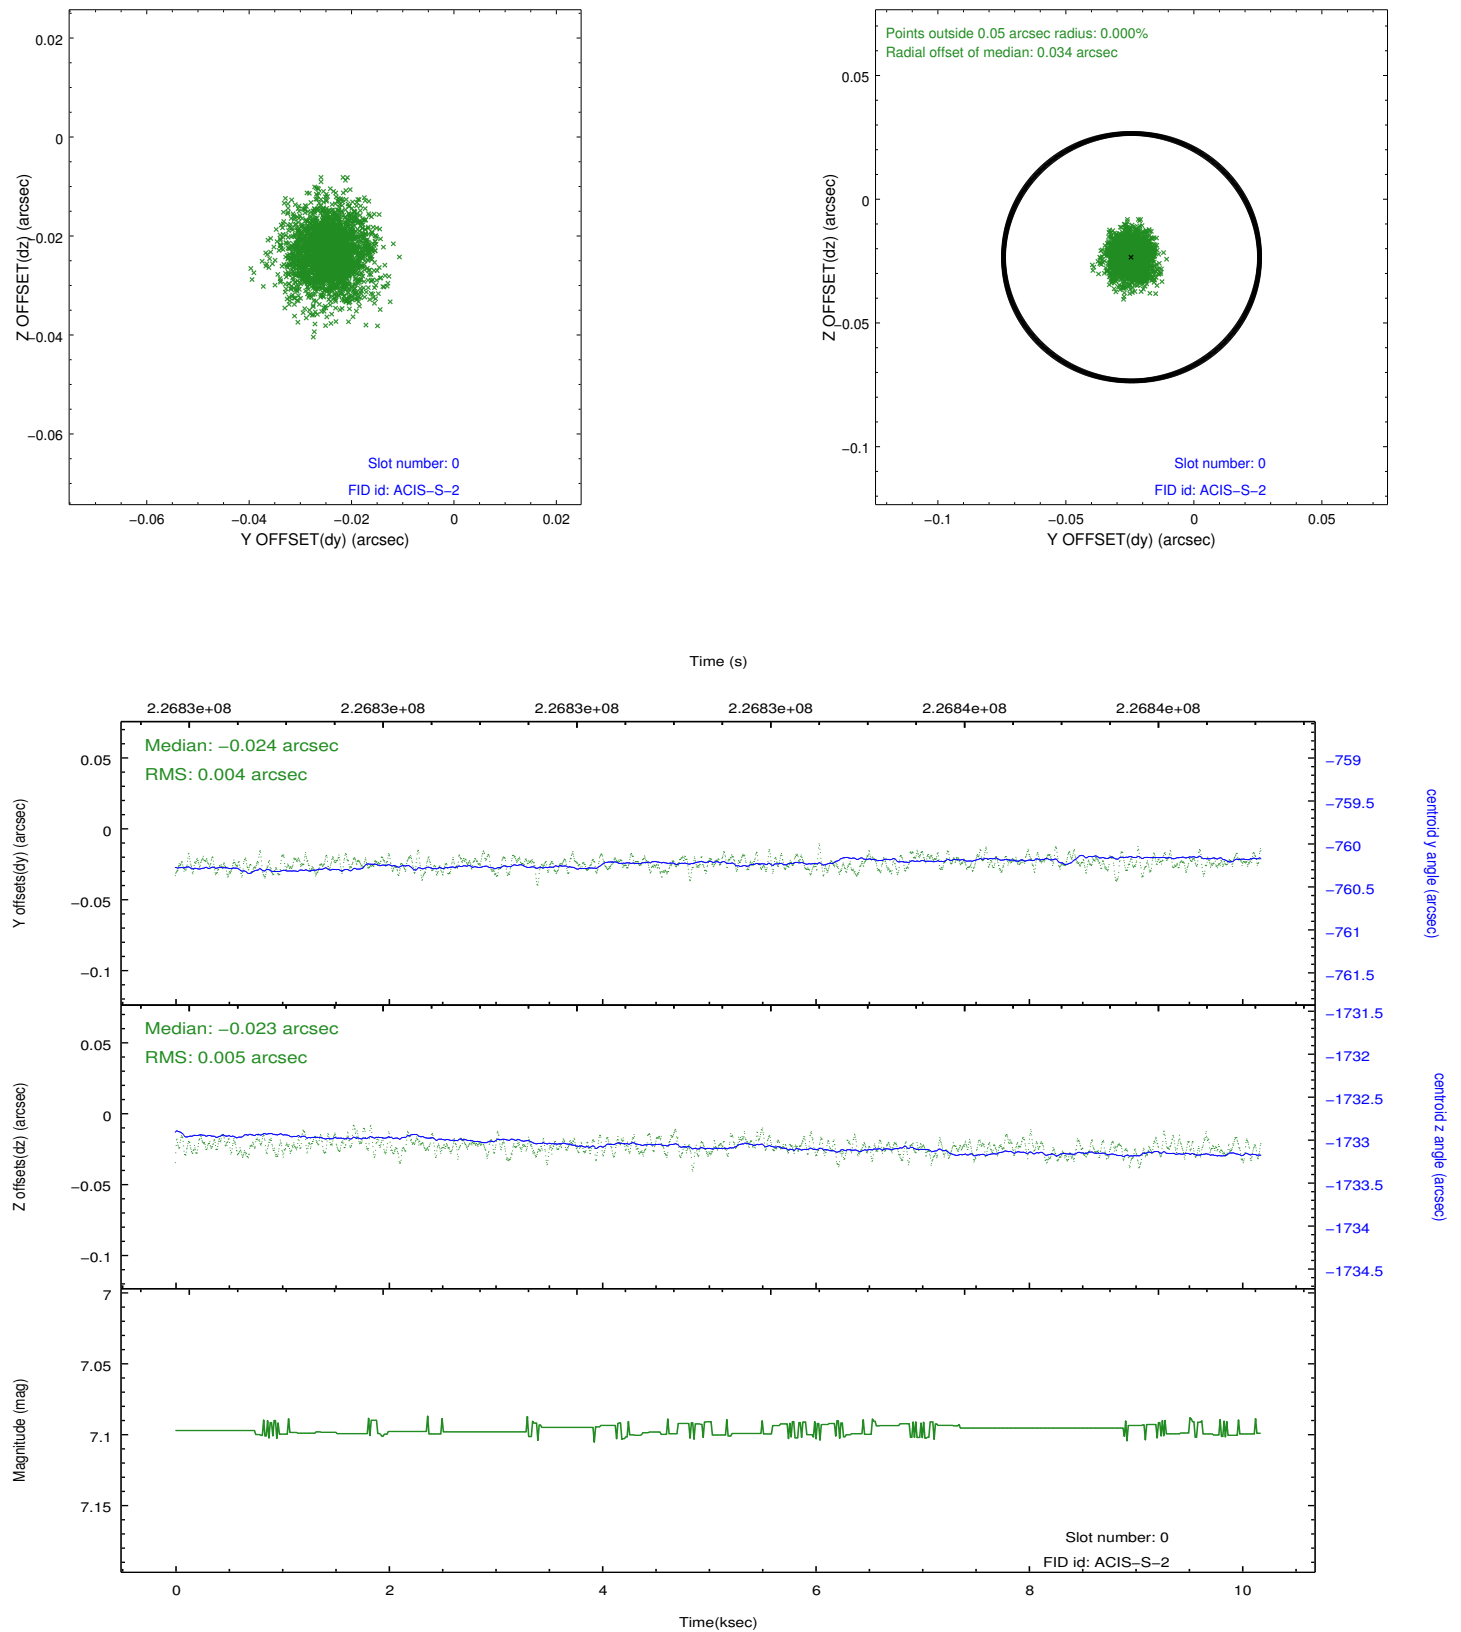 0.02
0
−0.02
−0.04
−0.06
Z OFFSET(dz) (arcsec)
Slot number: 0
FID id: ACIS−S−2
−0.06 −0.04 −0.02 0 0.02
Y OFFSET(dy) (arcsec)
Points outside 0.05 arcsec radius: 0.000%
Radial offset of median: 0.034 arcsec
0.05
0
−0.05
−0.1
Z OFFSET(dz) (arcsec)
Slot number: 0
FID id: ACIS−S−2
−0.1 −0.05 0 0.05
Y OFFSET(dy) (arcsec)
Time (s)
2.2683e+08 2.2683e+08 2.2683e+08 2.2683e+08 2.2684e+08 2.2684e+08
Median: −0.024 arcsec
RMS: 0.004 arcsec
0.05
0
−0.05
−0.1
Y offsets(dy) (arcsec)
−759
−759.5
−760
−760.5
−761
−761.5
centroid y angle (arcsec)
Median: −0.023 arcsec
RMS: 0.005 arcsec
0.05
0
−0.05
−0.1
Z offsets(dz) (arcsec)
−1731.5
−1732
−1732.5
−1733
−1733.5
−1734
−1734.5
centroid z angle (arcsec)
7
7.05
7.1
7.15
Magnitude (mag)
Slot number: 0
FID id: ACIS−S−2
0 2 4 6 8 10
Time(ksec)